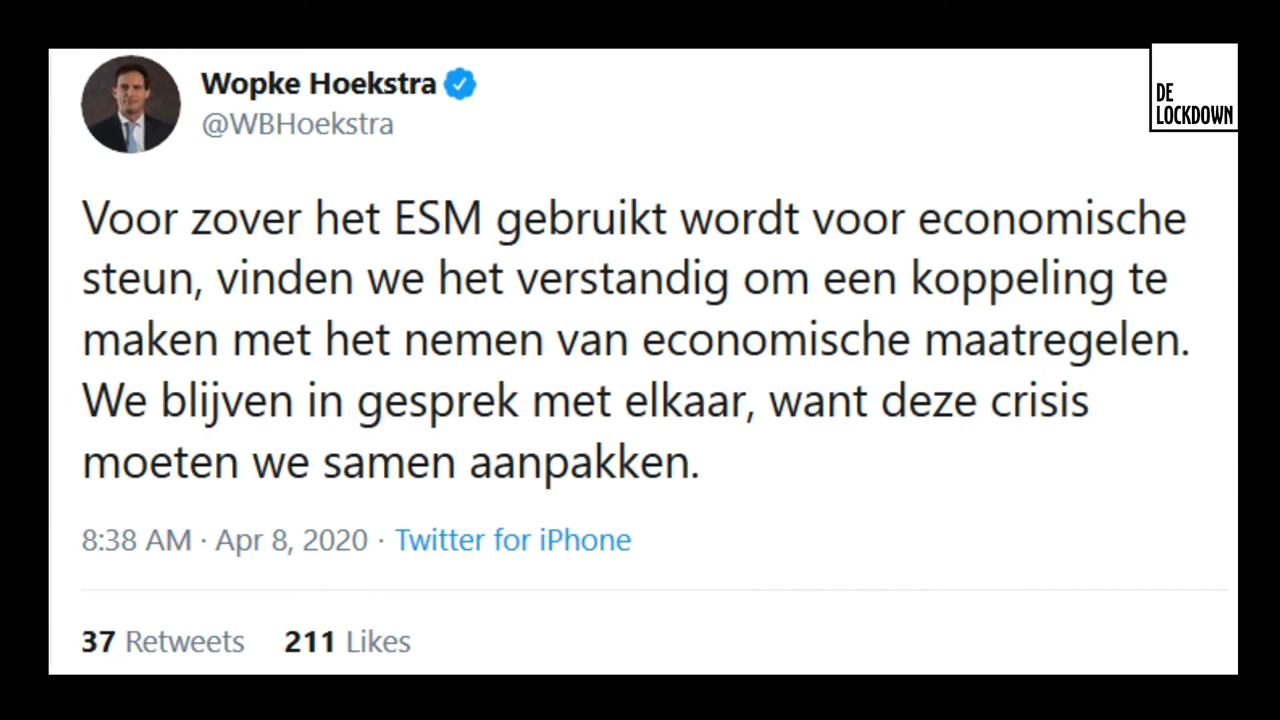 Wopke Hoekstra
@WBHoekstra
DE
LOCKDOWN
Voor zover het ESM gebruikt wordt voor economische
steun, vinden we het verstandig om een koppeling te
maken met het nemen van economische maatregelen.
We blijven in gesprek met elkaar, want deze crisis
moeten we samen aanpakken.
8:38 AM · Apr 8, 2020 · Twitter for iPhone
37 Retweets 211 Likes